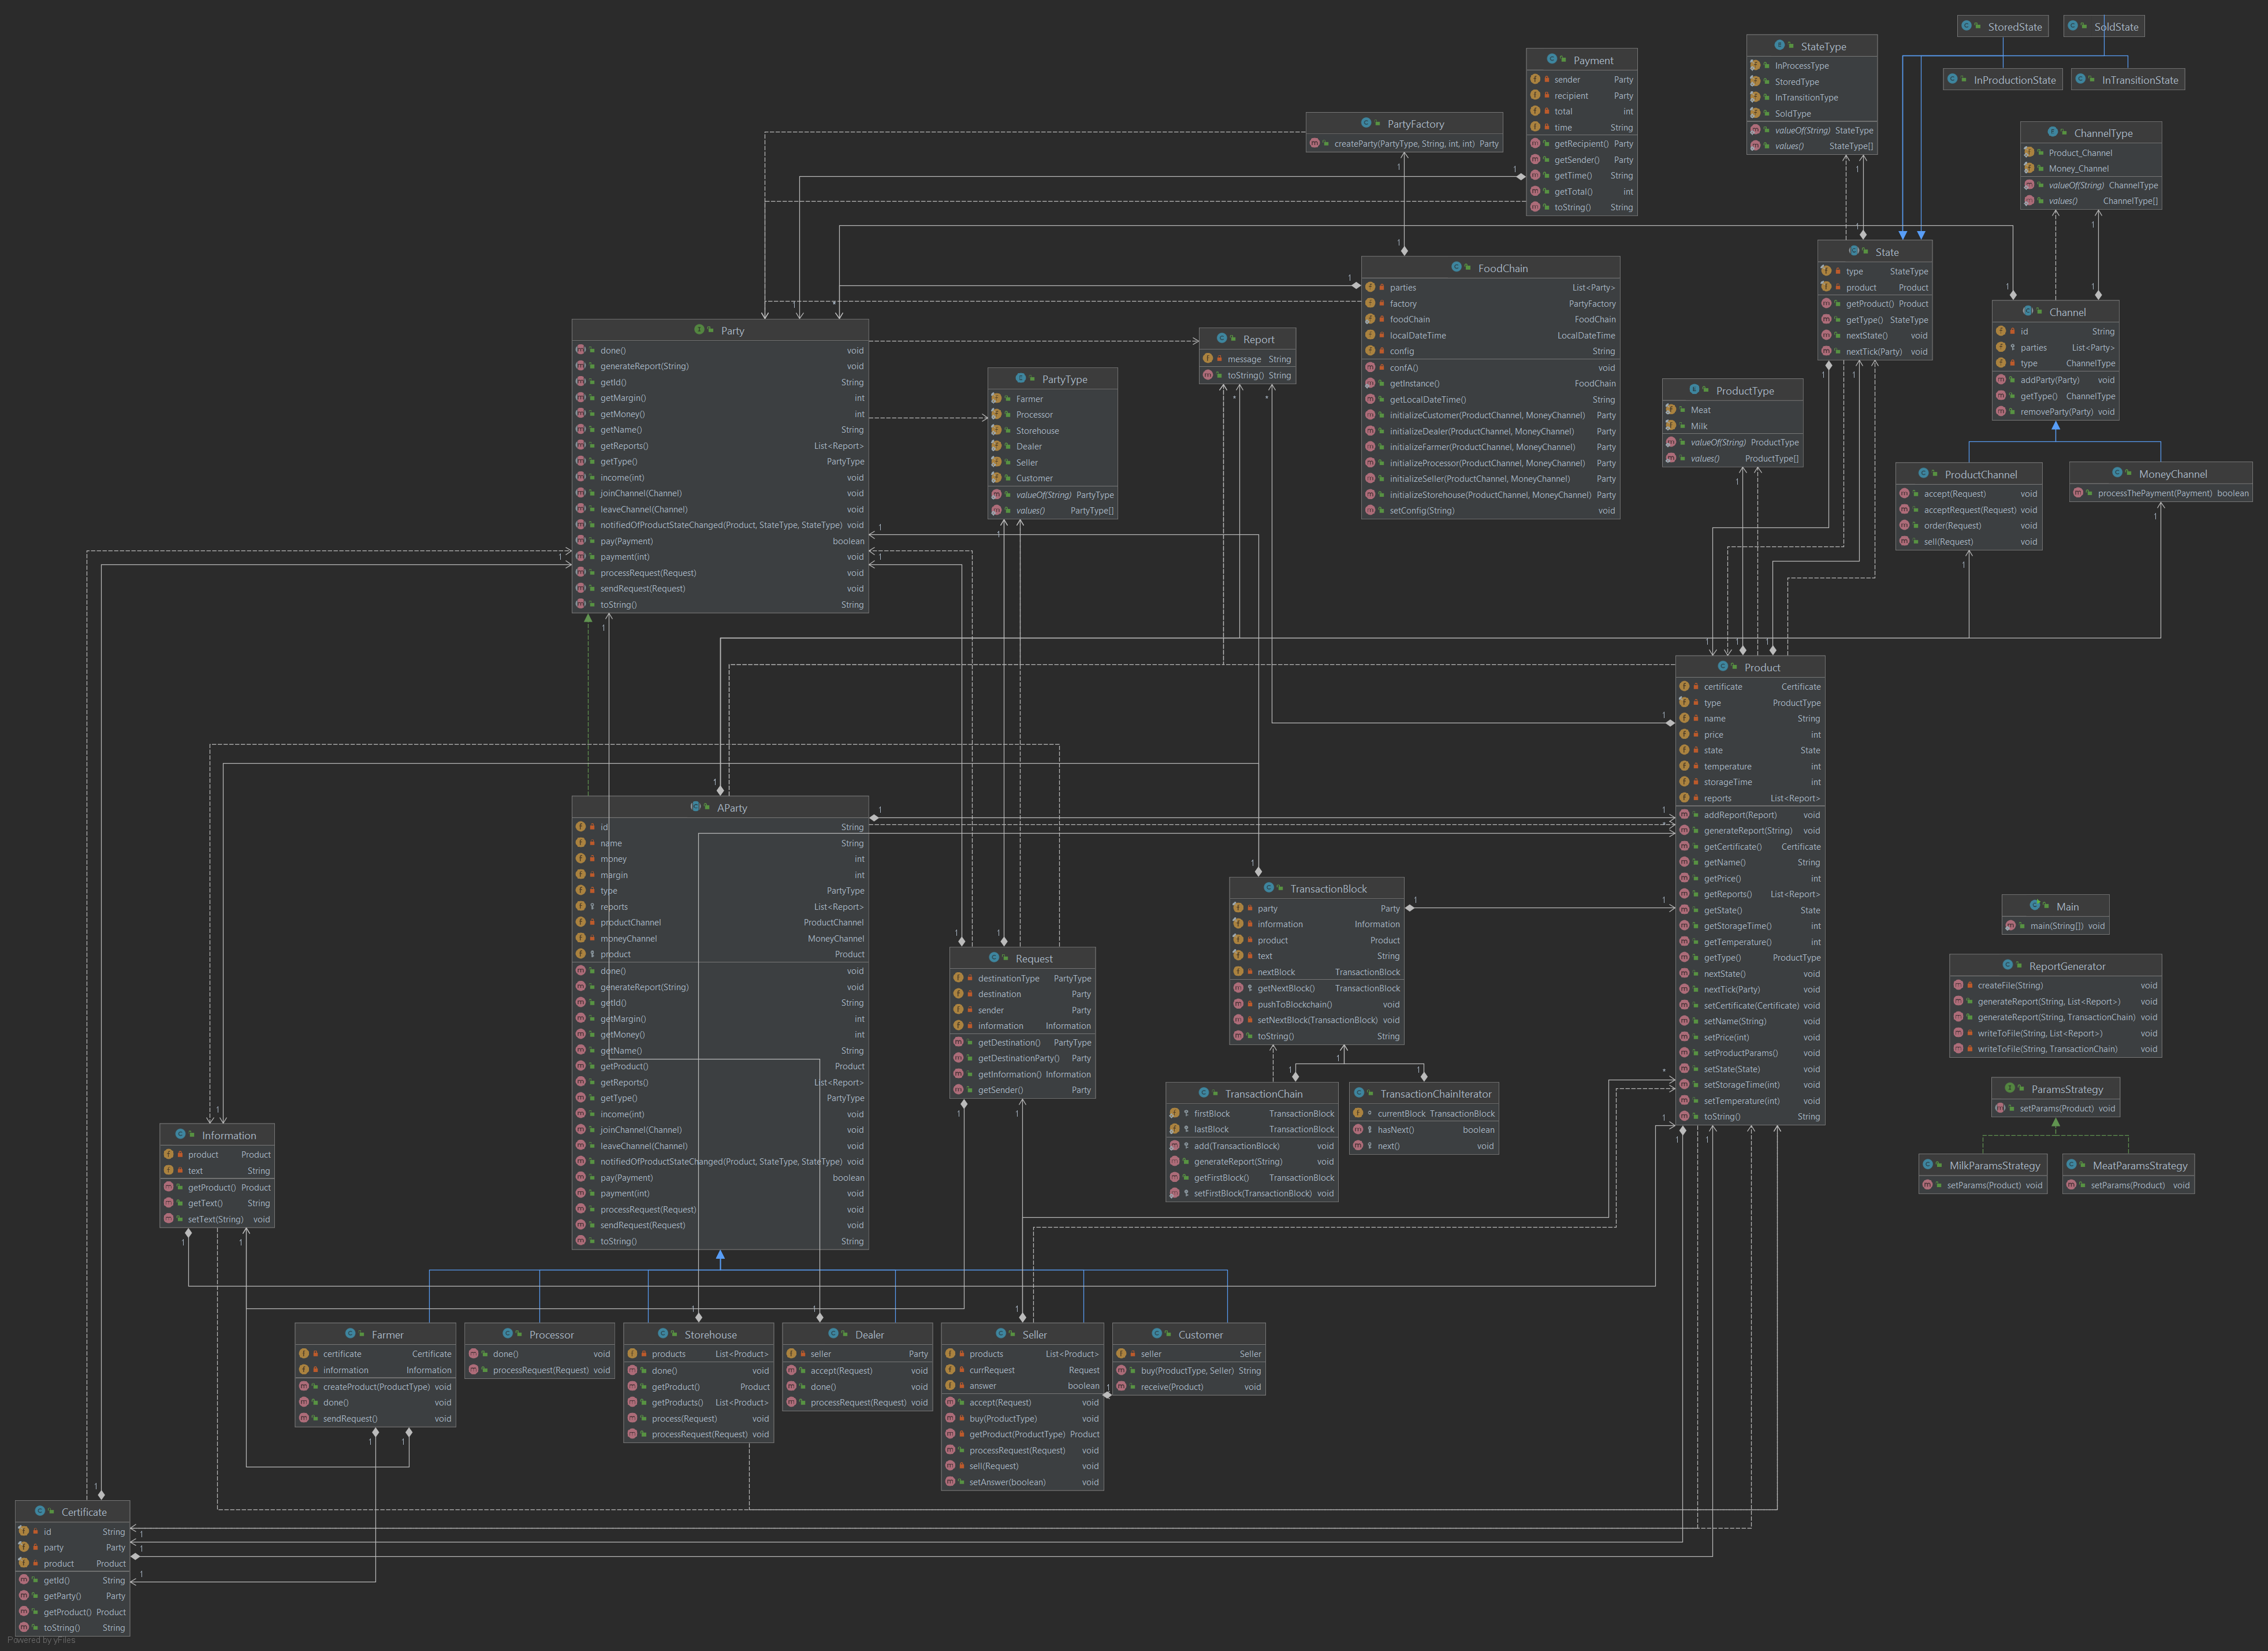 StoredState
SoldState
InProductionState
InTransitionState
StateType
InProcessType
StoredType
InTransitionType
SoldType
valueOf(String) StateType
values() StateType[]
Payment
sender Party
recipient Party
total int
time String
getRecipient() Party
getSender() Party
getTime() String
getTotal() int
toString() String
PartyFactory
createParty(PartyType, String, int, int) Party
ChannelType
Product_Channel
Money_Channel
valueOf(String) ChannelType
values() ChannelType[]
State
type StateType
product Product
getProduct() Product
getType() StateType
nextState() void
nextTick(Party) void
FoodChain
parties List<Party>
factory PartyFactory
foodChain FoodChain
localDateTime LocalDateTime
config String
confA() void
getInstance() FoodChain
getLocalDateTime() String
initializeCustomer(ProductChannel, MoneyChannel) Party
initializeDealer(ProductChannel, MoneyChannel) Party
initializeFarmer(ProductChannel, MoneyChannel) Party
initializeProcessor(ProductChannel, MoneyChannel) Party
initializeSeller(ProductChannel, MoneyChannel) Party
initializeStorehouse(ProductChannel, MoneyChannel) Party
setConfig(String) void
Channel
id String
parties List<Party>
type ChannelType
addParty(Party) void
getType() ChannelType
removeParty(Party) void
Party
done() void
generateReport(String) void
getId() String
getMargin() int
getMoney() int
getName() String
getReports() List<Report>
getType() PartyType
income(int) void
joinChannel(Channel) void
leaveChannel(Channel) void
notifiedOfProductStateChanged(Product, StateType, StateType) void
pay(Payment) boolean
payment(int) void
processRequest(Request) void
sendRequest(Request) void
toString() String
Report
message String
toString() String
PartyType
Farmer
Processor
Storehouse
Dealer
Seller
Customer
valueOf(String) PartyType
values() PartyType[]
ProductType
Meat
Milk
valueOf(String) ProductType
values() ProductType[]
ProductChannel
accept(Request) void
acceptRequest(Request) void
order(Request) void
sell(Request) void
MoneyChannel
processThePayment(Payment) boolean
Product
certificate Certificate
type ProductType
name String
price int
state State
temperature int
storageTime int
reports List<Report>
addReport(Report) void
generateReport(String) void
getCertificate() Certificate
getName() String
getPrice() int
getReports() List<Report>
getState() State
getStorageTime() int
getTemperature() int
getType() ProductType
nextState() void
nextTick(Party) void
setCertificate(Certificate) void
setName(String) void
setPrice(int) void
setProductParams() void
setState(State) void
setStorageTime(int) void
setTemperature(int) void
toString() String
AParty
id String
name String
money int
margin int
type PartyType
reports List<Report>
productChannel ProductChannel
moneyChannel MoneyChannel
product Product
done() void
generateReport(String) void
getId() String
getMargin() int
getMoney() int
getName() String
getProduct() Product
getReports() List<Report>
getType() PartyType
income(int) void
joinChannel(Channel) void
leaveChannel(Channel) void
notifiedOfProductStateChanged(Product, StateType, StateType) void
pay(Payment) boolean
payment(int) void
processRequest(Request) void
sendRequest(Request) void
toString() String
TransactionBlock
party Party
information Information
product Product
text String
nextBlock TransactionBlock
getNextBlock() TransactionBlock
pushToBlockchain() void
setNextBlock(TransactionBlock) void
toString() String
Main
main(String[]) void
Request
destinationType PartyType
destination Party
sender Party
information Information
getDestination() PartyType
getDestinationParty() Party
getInformation() Information
getSender() Party
ReportGenerator
createFile(String) void
generateReport(String, List<Report>) void
generateReport(String, TransactionChain) void
writeToFile(String, List<Report>) void
writeToFile(String, TransactionChain) void
TransactionChain
firstBlock TransactionBlock
lastBlock TransactionBlock
add(TransactionBlock) void
generateReport(String) void
getFirstBlock() TransactionBlock
setFirstBlock(TransactionBlock) void
TransactionChainIterator
currentBlock TransactionBlock
hasNext() boolean
next() void
ParamsStrategy
setParams(Product) void
MilkParamsStrategy
setParams(Product) void
MeatParamsStrategy
setParams(Product) void
Information
product Product
text String
getProduct() Product
getText() String
setText(String) void
Farmer
certificate Certificate
information Information
createProduct(ProductType) void
done() void
sendRequest() void
Processor
done() void
processRequest(Request) void
Storehouse
products List<Product>
done() void
getProduct() Product
getProducts() List<Product>
process(Request) void
processRequest(Request) void
Dealer
seller Party
accept(Request) void
done() void
processRequest(Request) void
Seller
products List<Product>
currRequest Request
answer boolean
accept(Request) void
buy(ProductType) void
getProduct(ProductType) Product
processRequest(Request) void
sell(Request) void
setAnswer(boolean) void
Customer
seller Seller
buy(ProductType, Seller) String
receive(Product) void
Certificate
id String
party Party
product Product
getId() String
getParty() Party
getProduct() Product
toString() String
Powered by yFiles